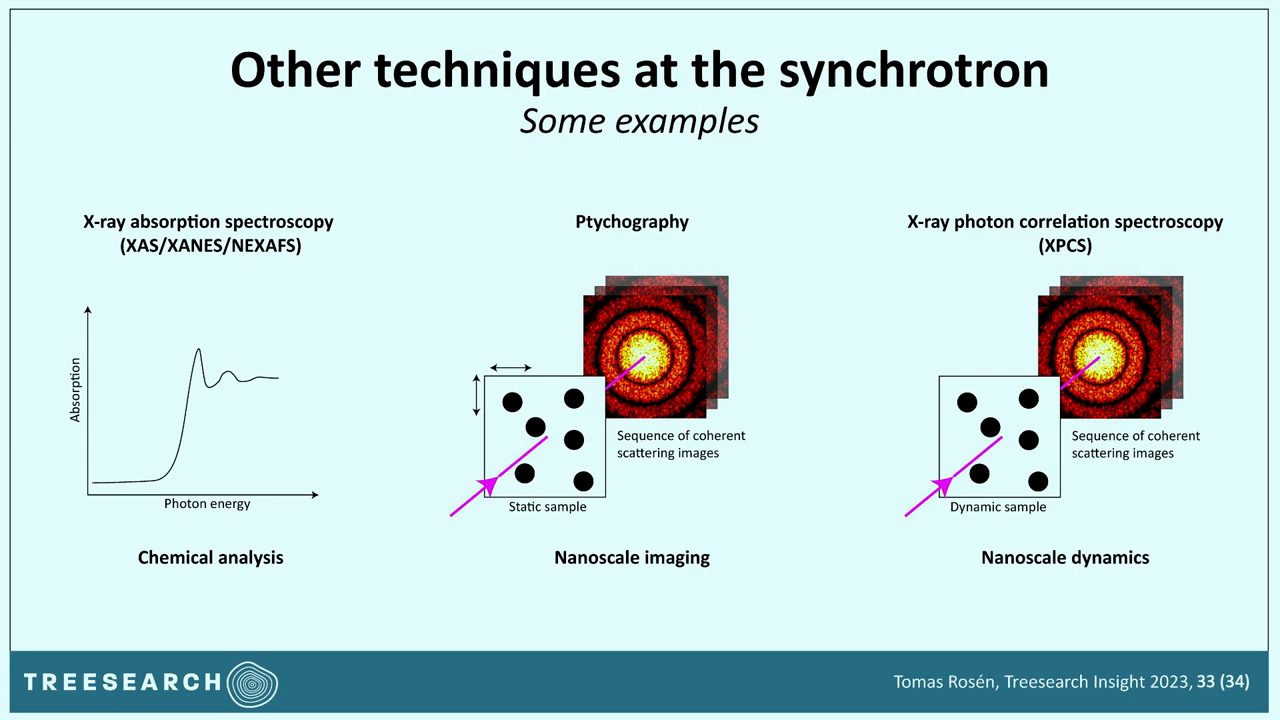 Other techniques at the synchrotron
Some examples
X-ray absorption spectroscopy
(XAS/XANES/NEXAFS)
Absorption
Photon energy
Chemical analysis
Ptychography
Sequence of coherent
scattering images
Static sample
Nanoscale imaging
X-ray photon correlation spectroscopy
(XPCS)
Sequence of coherent
scattering images
Dynamic sample
Nanoscale dynamics
TREESEARCH
Tomas Rosén, Treesearch Insight 2023, 33 (34)